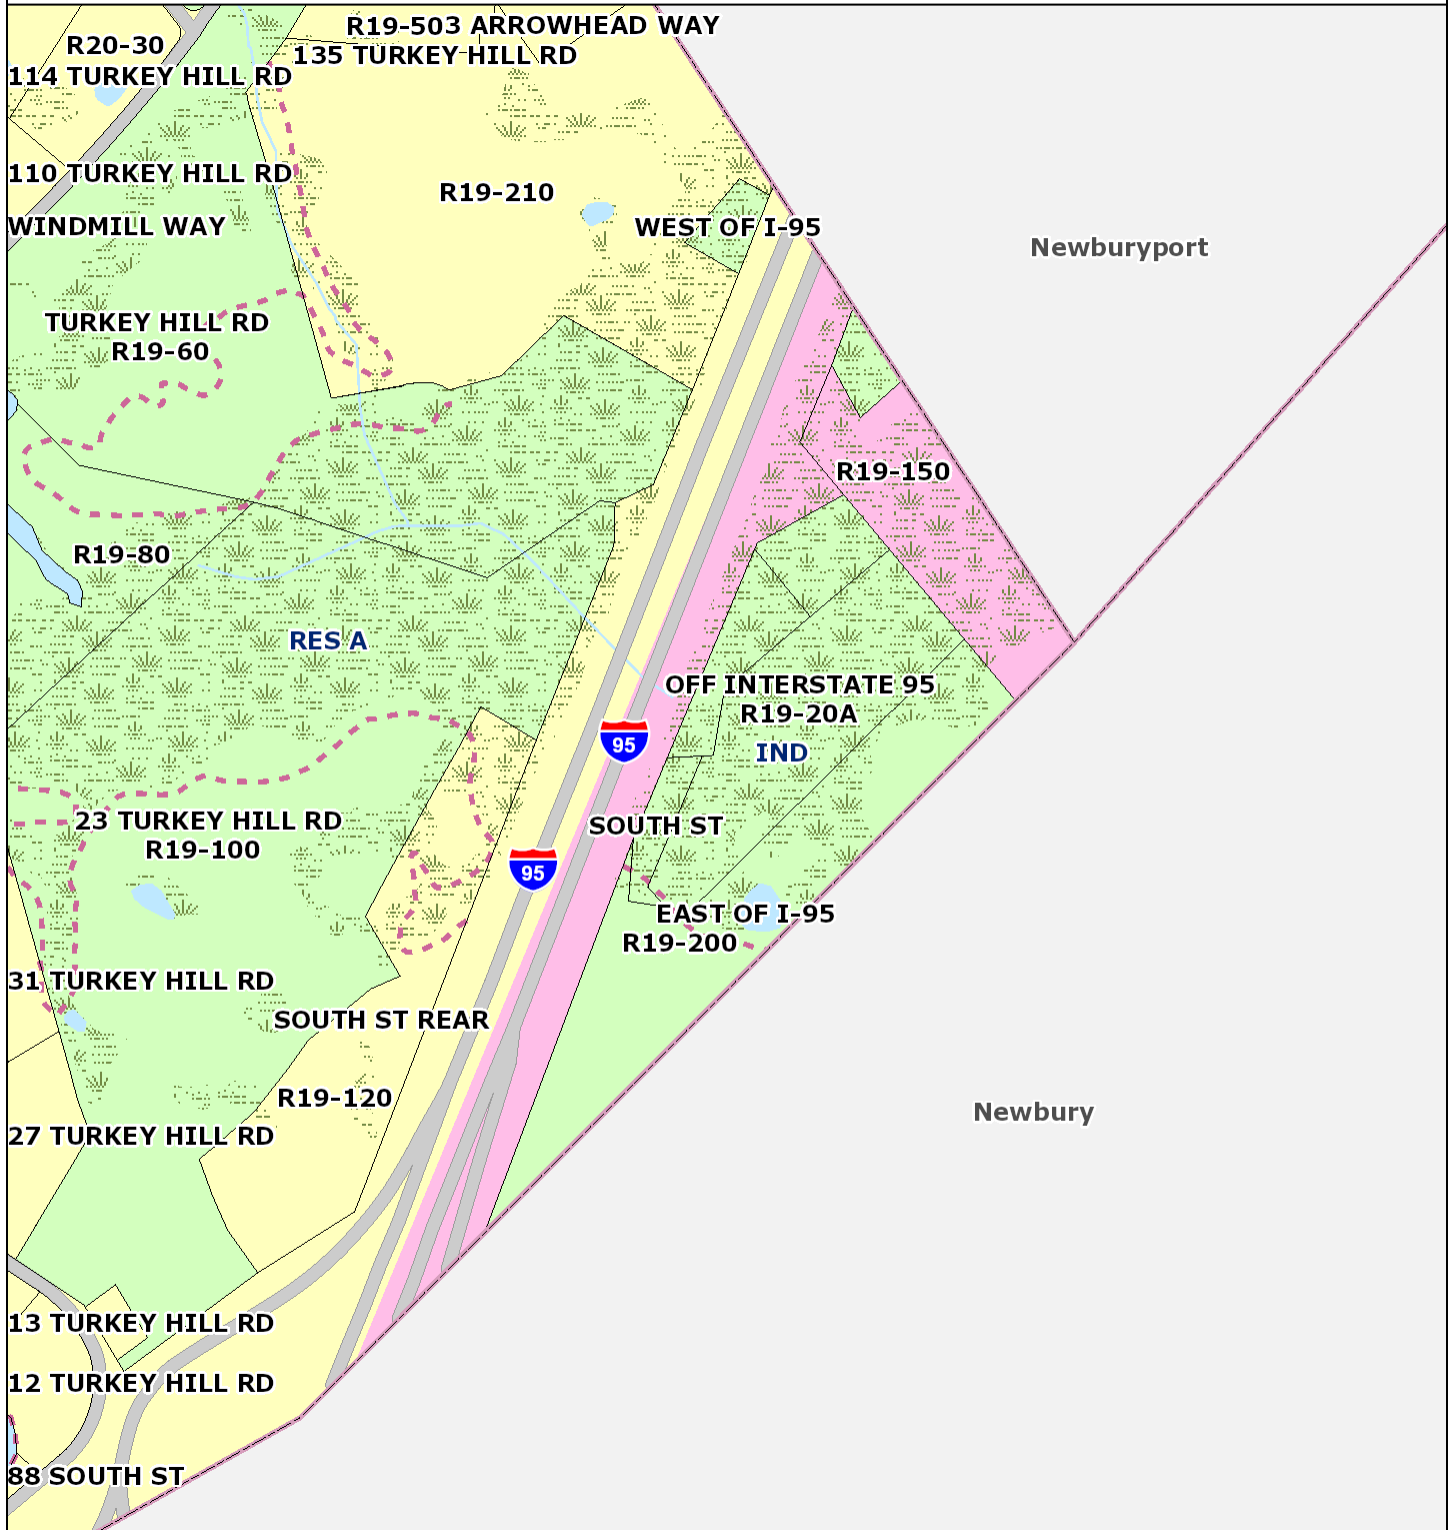 R19-503 ARROWHEAD WAY
R20-30
135 TURKEY HILL RD
114 TURKEY HILL RD
110 TURKEY HILL RD
R19-210
WINDMILL WAY
WEST OF I-95
Newburyport
TURKEY HILL RD
R19-60
R19-150
R19-80
RES A
OFF INTERSTATE 95
R19-20A
95
IND
23 TURKEY HILL RD
R19-100
SOUTH ST
95
EAST OF I-95
R19-200
31 TURKEY HILL RD
SOUTH ST REAR
R19-120
Newbury
27 TURKEY HILL RD
13 TURKEY HILL RD
12 TURKEY HILL RD
88 SOUTH ST